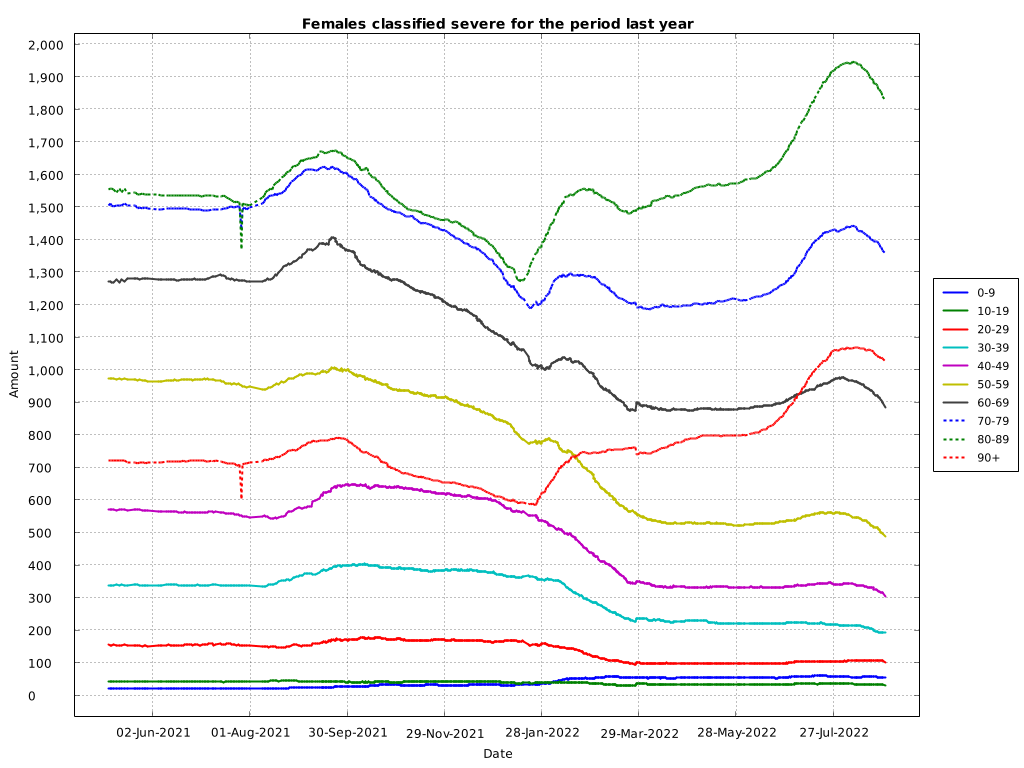 Females classified severe for the period last year
2,000
1,900
1,800
1,700
1,600
1,500
1,400
1,300
1,200
1,100
1,000
900
800
700
600
500
400
300
200
100
0
Amount
02-Jun-2021
01-Aug-2021
30-Sep-2021
29-Nov-2021
28-Jan-2022
29-Mar-2022
28-May-2022
27-Jul-2022
Date
0-9
10-19
20-29
30-39
40-49
50-59
60-69
70-79
80-89
90+